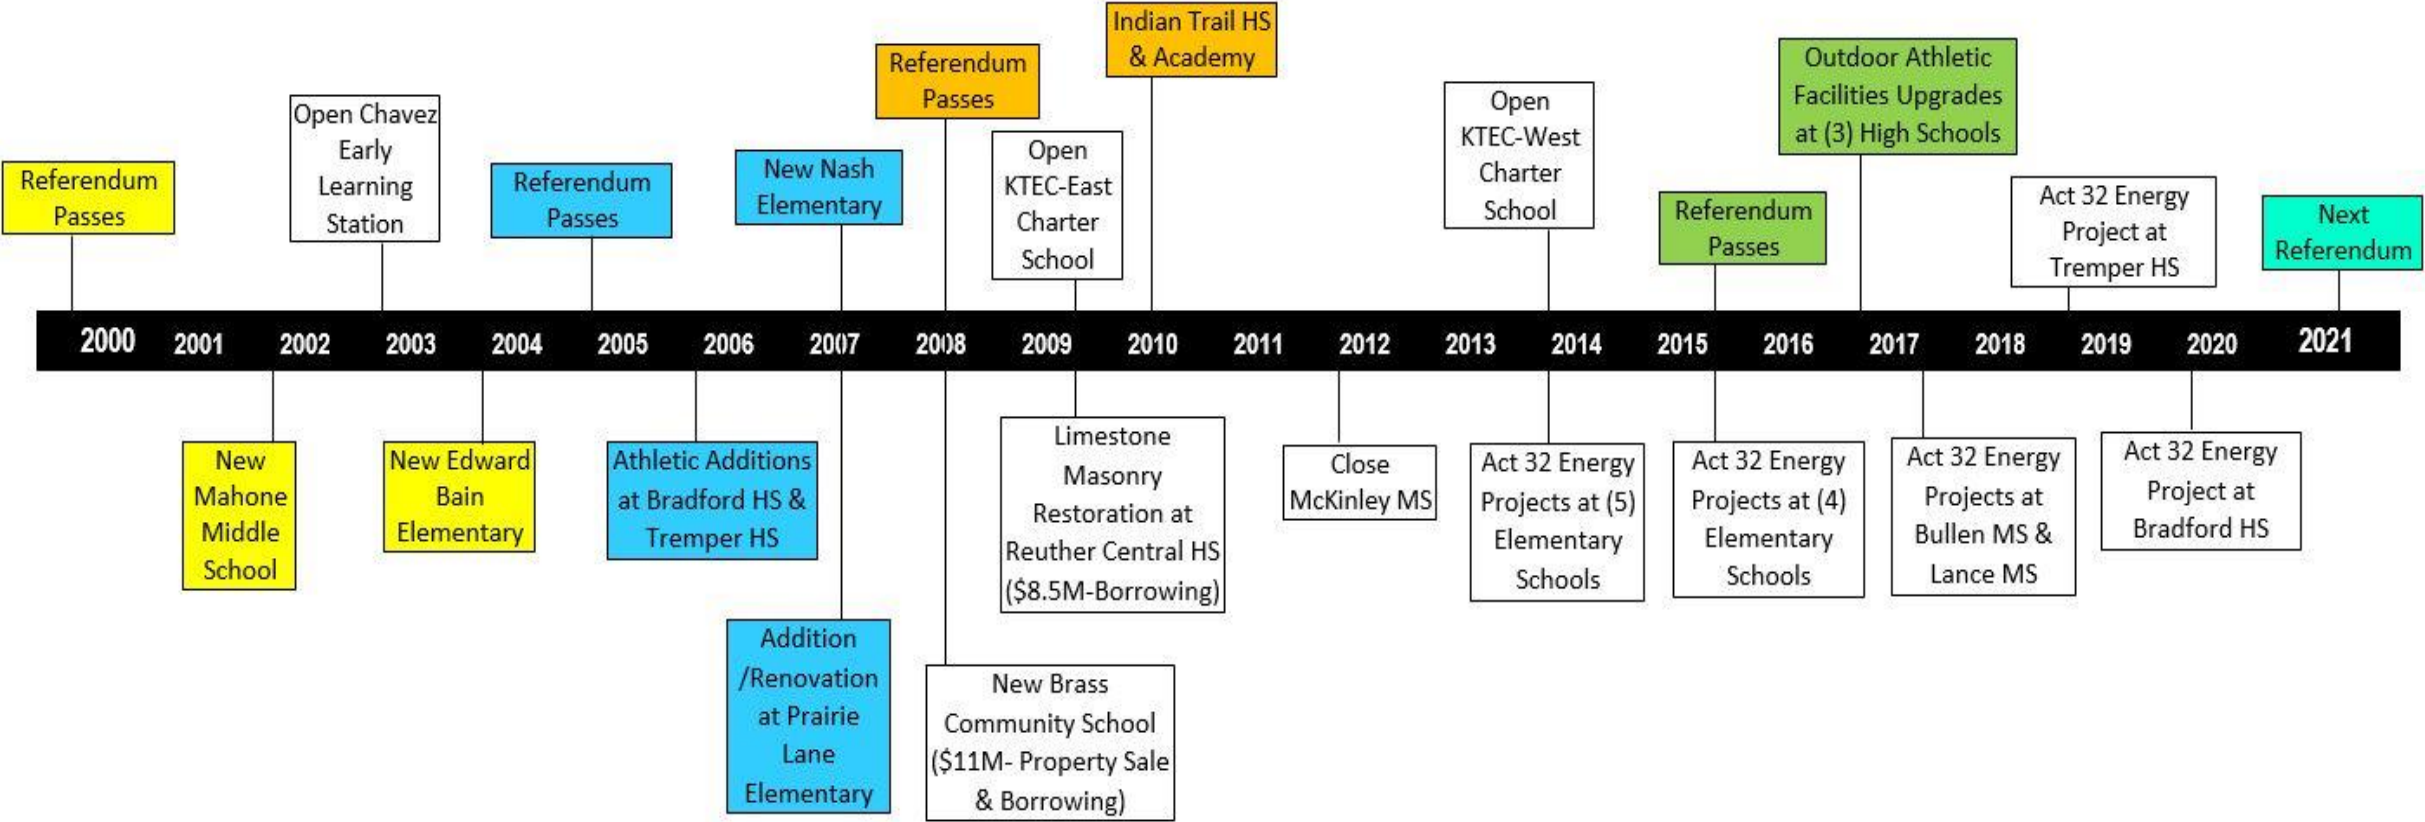 Referendum
Passes
Open Chavez
Early
Learning
Station
Referendum
Passes
New Nash
Elementary
Referendum
Passes
Open
KTEC-East
Charter
School
Indian Trail HS
& Academy
Open
KTEC-West
Charter
School
Referendum
Passes
Outdoor Athletic
Facilities Upgrades
at (3) High Schools
Act 32 Energy
Project at
Tremper HS
Next
Referendum
2000 2001 2002 2003 2004 2005 2006 2007 2008 2009 2010 2011 2012 2013 2014 2015 2016 2017 2018 2019 2020 2021
New
Mahone
Middle
School
New Edward
Bain
Elementary
Athletic Additions
at Bradford HS &
Tremper HS
Addition
/Renovation
at Prairie
Lane
Elementary
New Brass
Community School
($11M- Property Sale
& Borrowing)
Limestone
Masonry
Restoration at
Reuther Central HS
($8.5M-Borrowing)
Close
McKinley MS
Act 32 Energy
Projects at (5)
Elementary
Schools
Act 32 Energy
Projects at (4)
Elementary
Schools
Act 32 Energy
Projects at
Bullen MS &
Lance MS
Act 32 Energy
Project at
Bradford HS